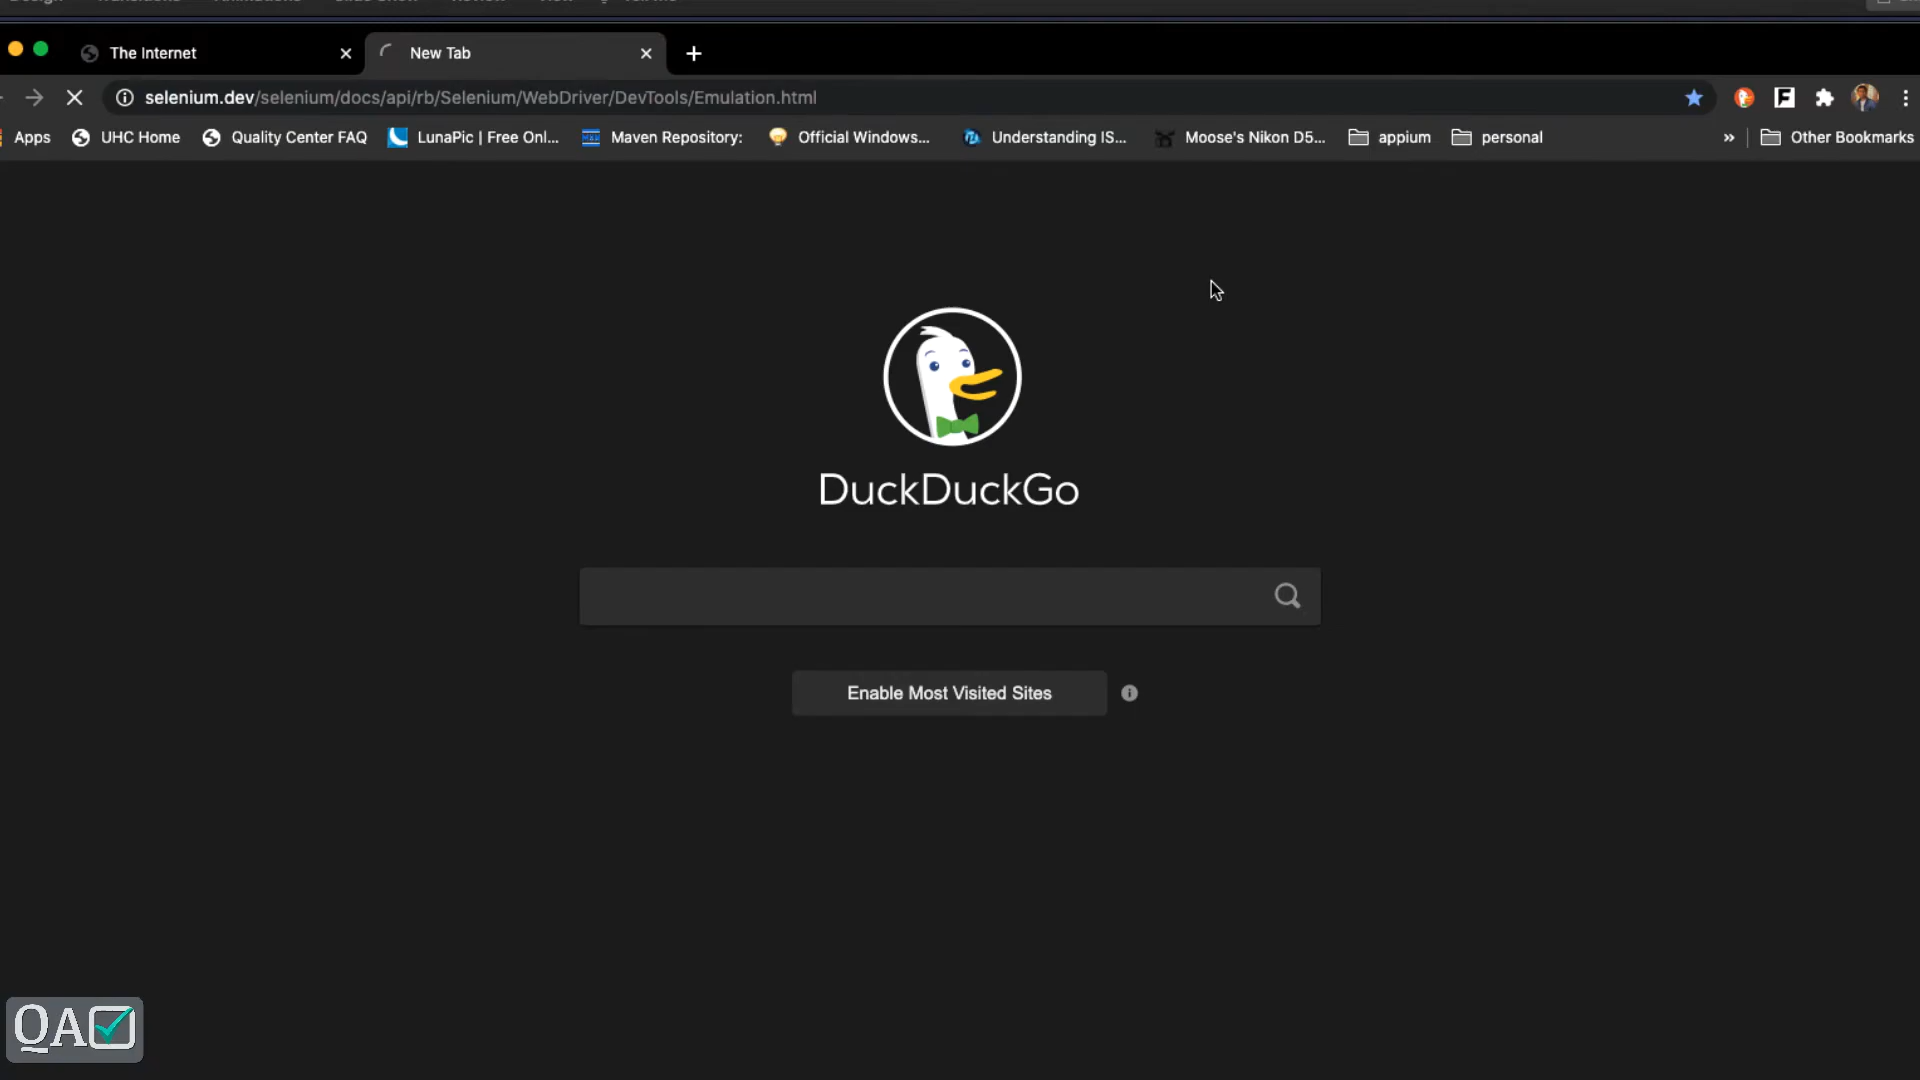 The Internet
New Tab
selenium.dev/selenium/docs/api/rb/Selenium/WebDriver/DevTools/Emulation.html
Apps UHC Home Quality Center FAQ LunaPic | Free Onl... Maven Repository: Official Windows... Understanding IS... Moose's Nikon D5... appium personal » Other Bookmarks
DuckDuckGo
Enable Most Visited Sites
QA